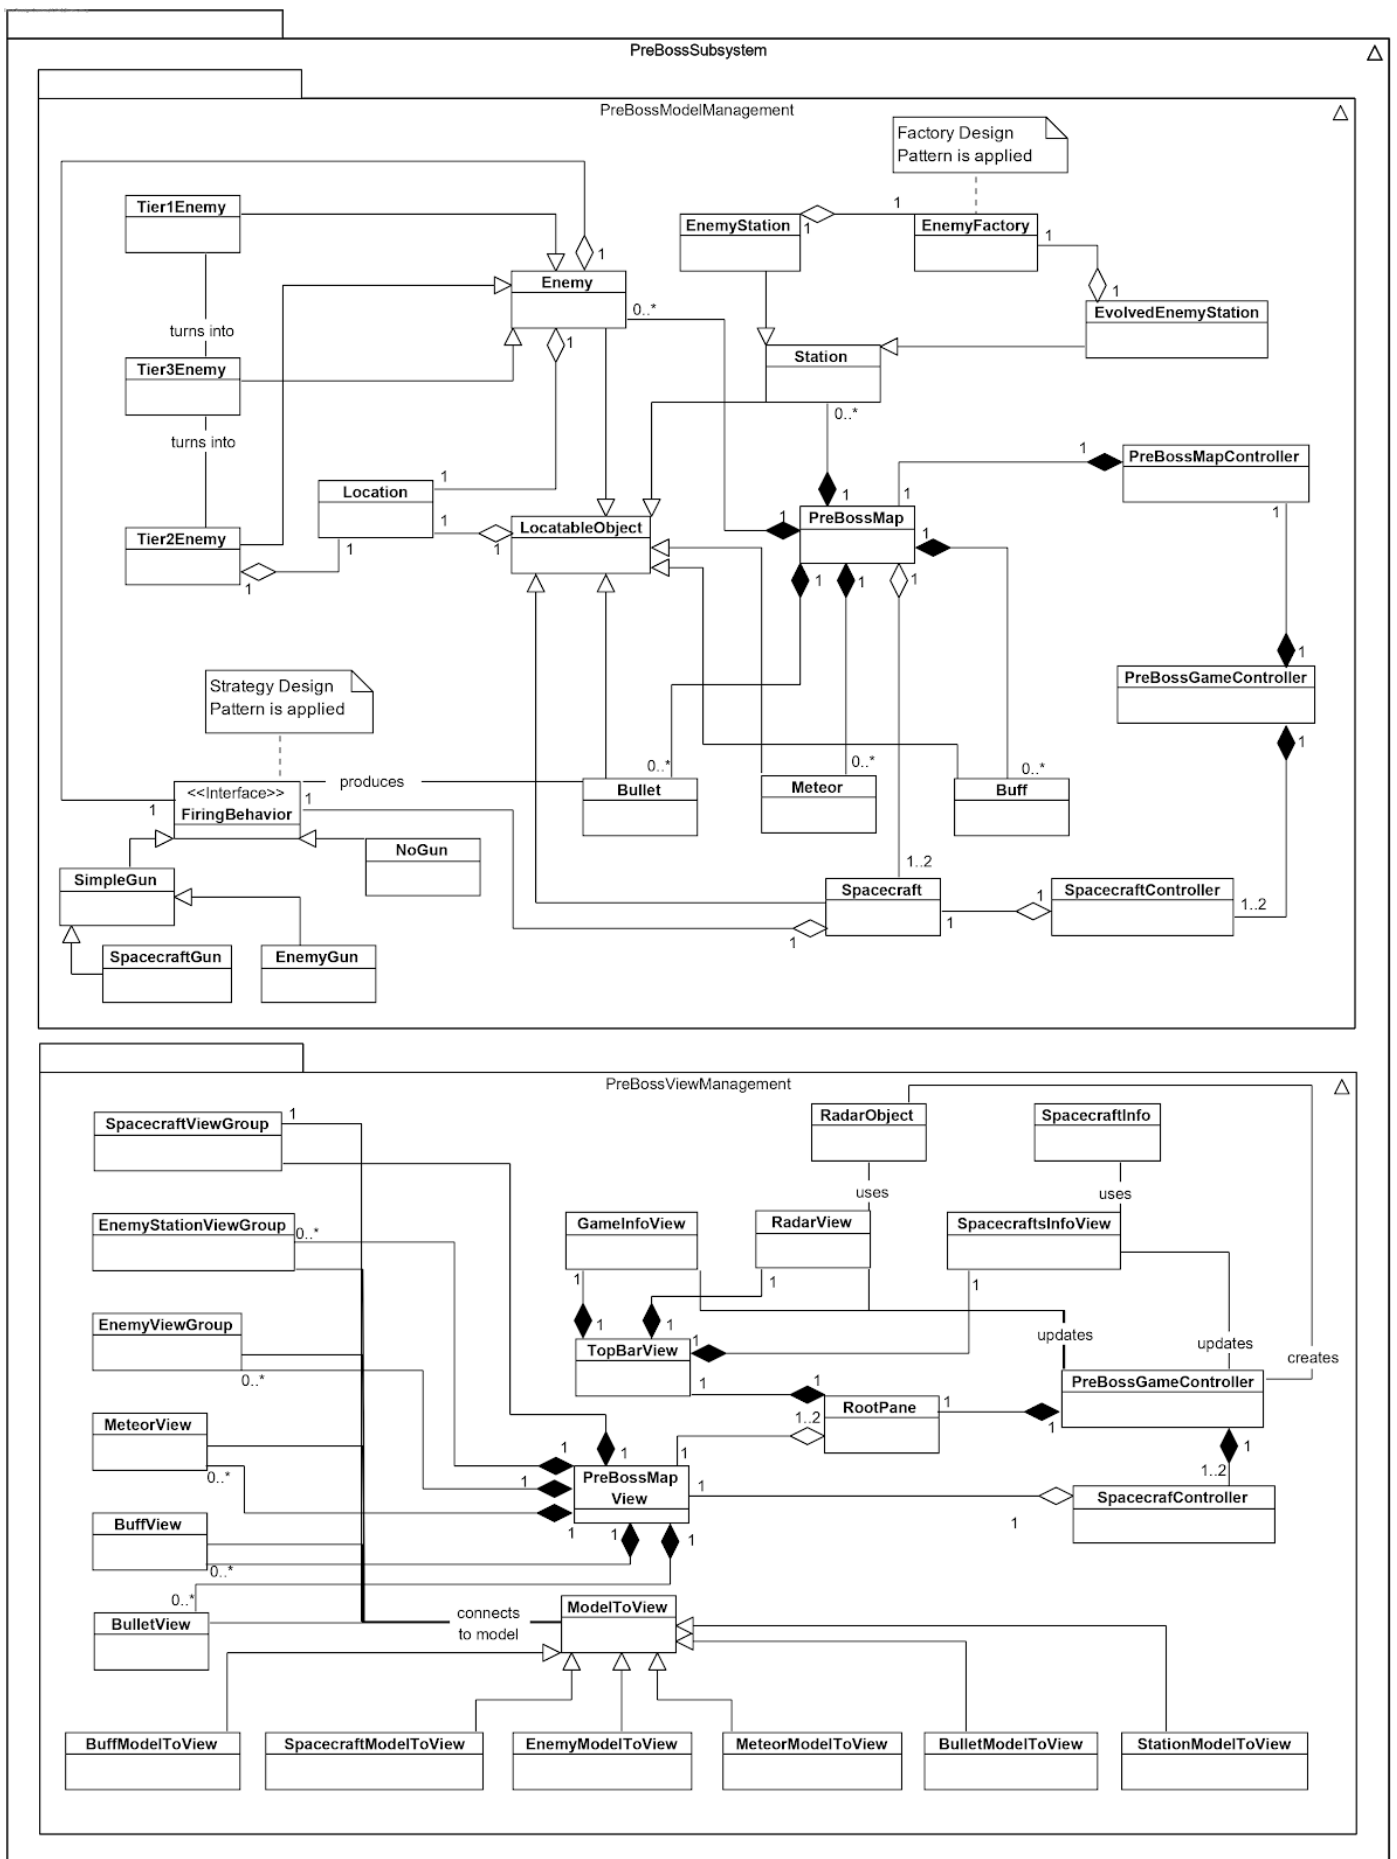 PreBossSubsystem
PreBossModelManagement
Factory Design
Pattern is applied
Tier1Enemy
EnemyStation
1
1
EnemyFactory
1
1
Enemy
1
0..*
EvolvedEnemyStation
turns into
1
Station
Tier3Enemy
0..*
turns into
1
PreBossMapController
1
Location
1
1
1
PreBossMap
1
1
LocatableObject
1
1
1
Tier2Enemy
1
1
1
1
1
1
PreBossGameController
Strategy Design
Pattern is applied
1
0..*
0..*
0..*
produces
<<Interface>>
FiringBehavior
1
1
Bullet
Meteor
Buff
NoGun
1..2
SimpleGun
Spacecraft
1
SpacecraftController
1..2
1
1
SpacecraftGun
EnemyGun
PreBossViewManagement
SpacecraftViewGroup
1
RadarObject
SpacecraftInfo
uses
uses
EnemyStationViewGroup
0..*
GameInfoView
RadarView
SpacecraftsInfoView
1
1
1
EnemyViewGroup
0..*
1
1
1
TopBarView
updates
updates
creates
PreBossGameController
1
1
RootPane
1
1
1..2
MeteorView
0..*
1
1
1
1
PreBossMap
View
1
1
1..2
SpacecrafController
1
1
1
1
BuffView
0..*
0..*
BulletView
connects
to model
ModelToView
BuffModelToView
SpacecraftModelToView
EnemyModelToView
MeteorModelToView
BulletModelToView
StationModelToView